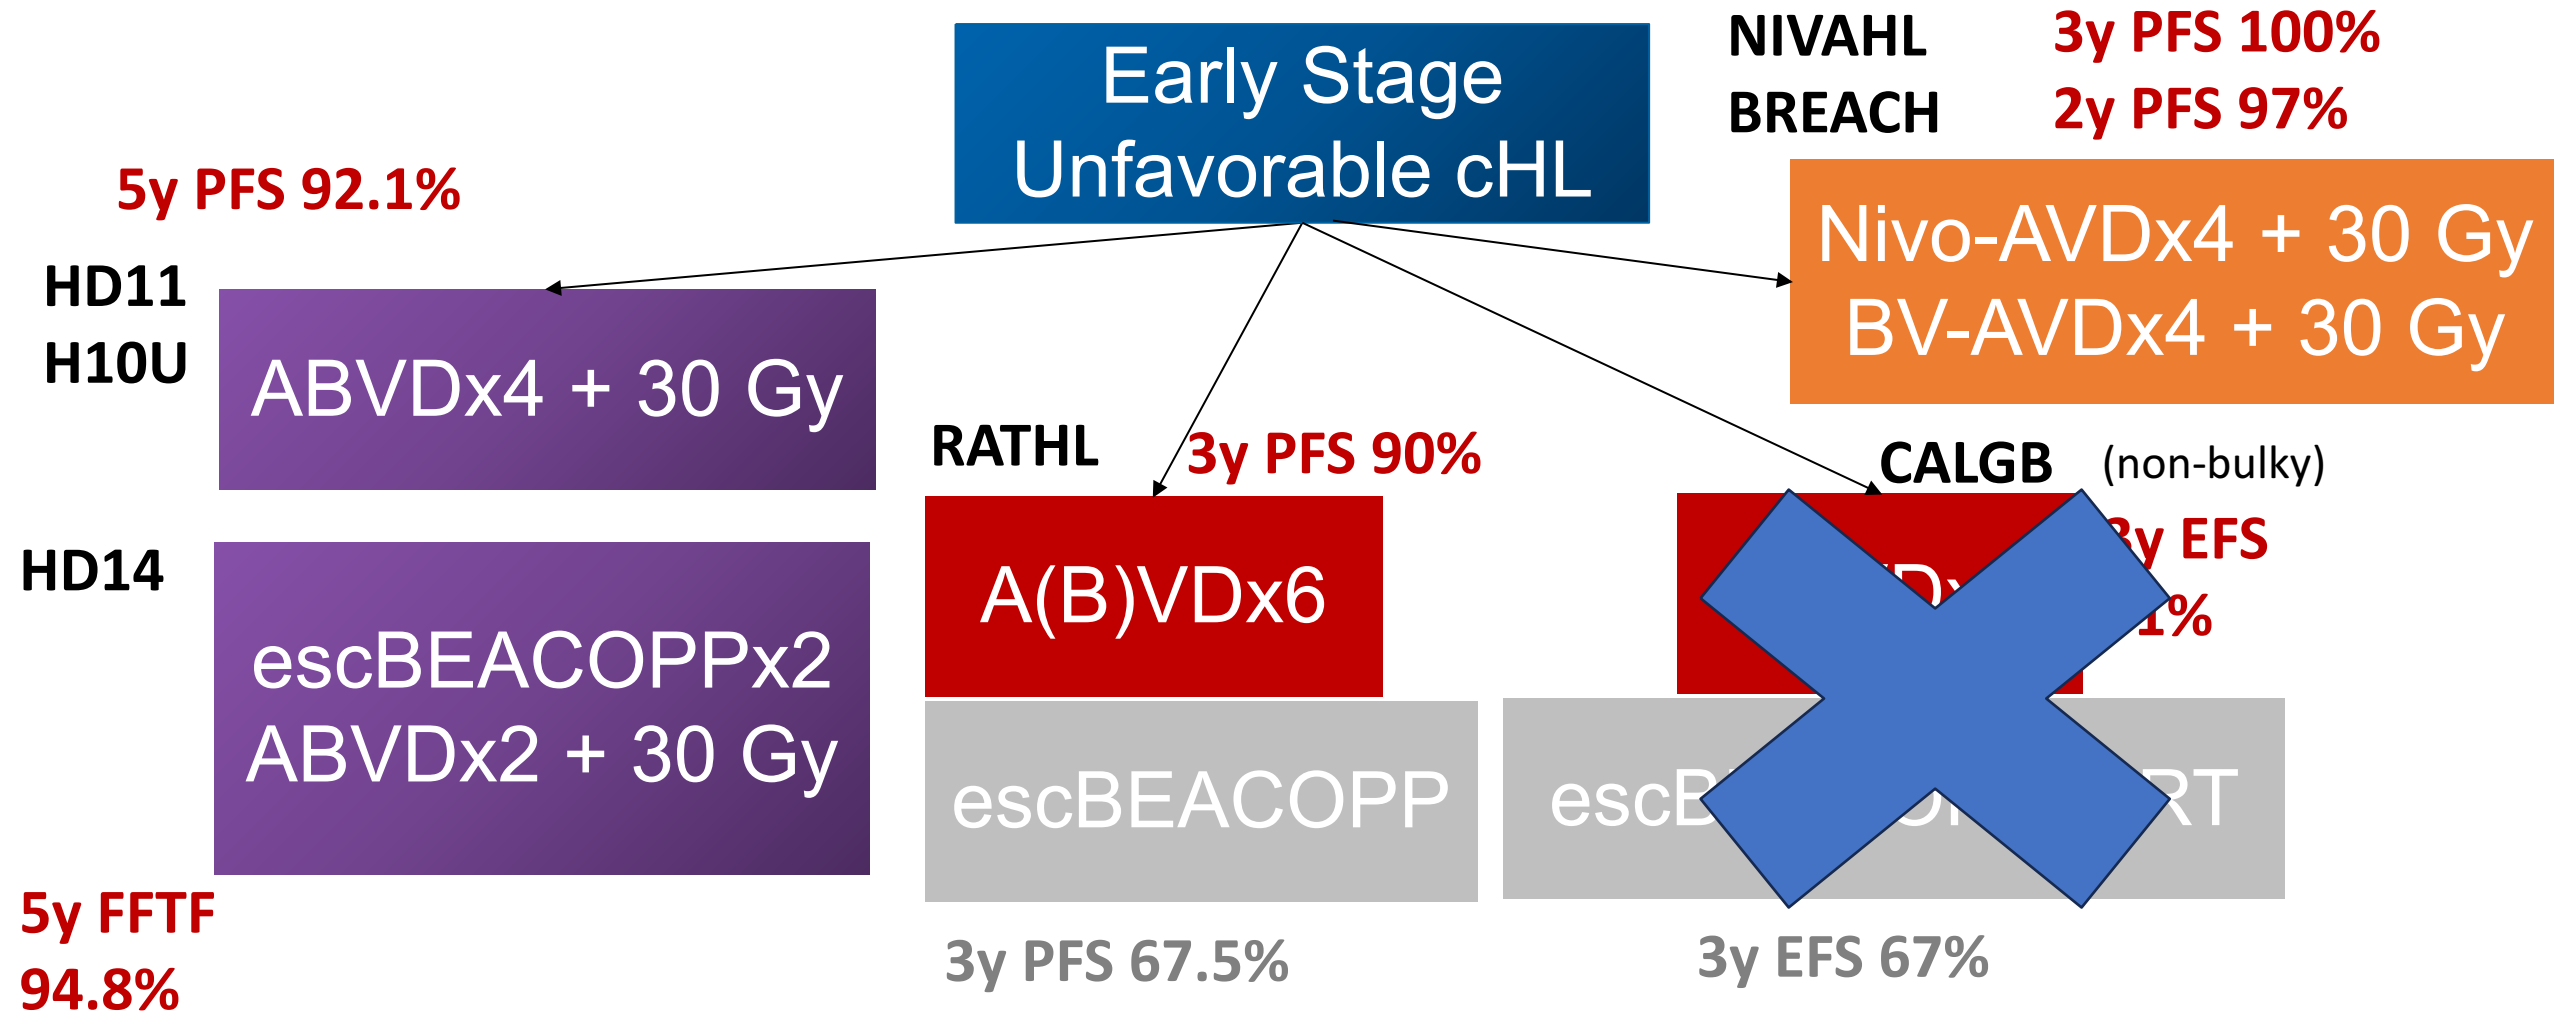 Early Stage
Unfavorable cHL
NIVAHL 3y PFS 100%
BREACH 2y PFS 97%
Nivo-AVDx4 + 30 Gy
BV-AVDx4 + 30 Gy
5y PFS 92.1%
HD11
H10U
ABVDx4 + 30 Gy
HD14
escBEACOPPx2
ABVDx2 + 30 Gy
5y FFTF
94.8%
RATHL 3y PFS 90%
A(B)VDx6
escBEACOPP
3y PFS 67.5%
CALGB (non-bulky)
3y EFS
3y EFS 67%